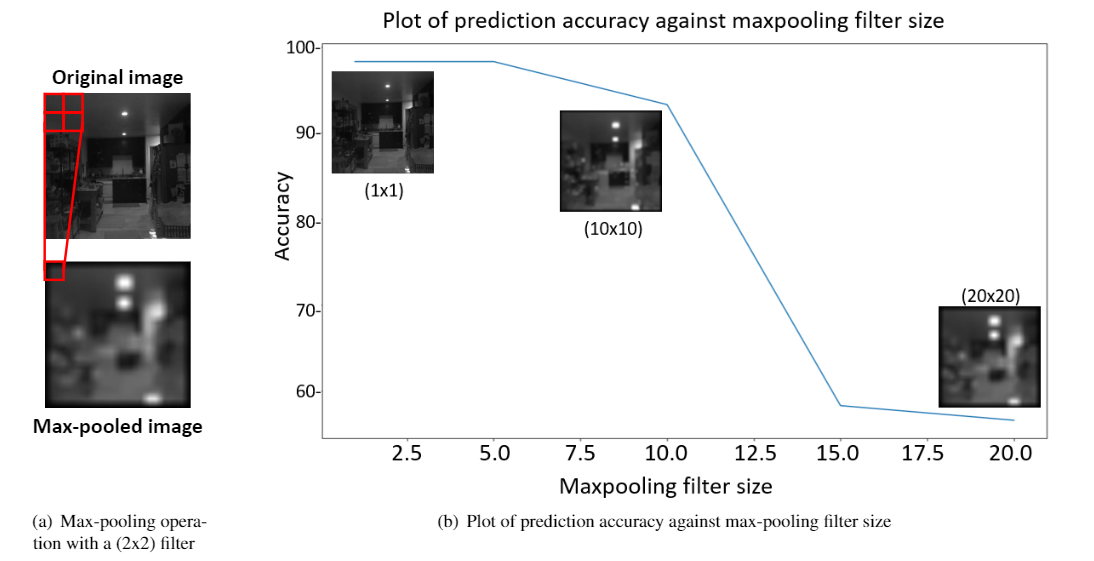 Plot of prediction accuracy against maxpooling filter size
Original image
Max-pooled image
Accuracy
100
90
80
70
60
(1x1)
(10x10)
(20x20)
2.5 5.0 7.5 10.0 12.5 15.0 17.5 20.0
Maxpooling filter size
(a) Max-pooling opera-
tion with a (2x2) filter
(b) Plot of prediction accuracy against max-pooling filter size